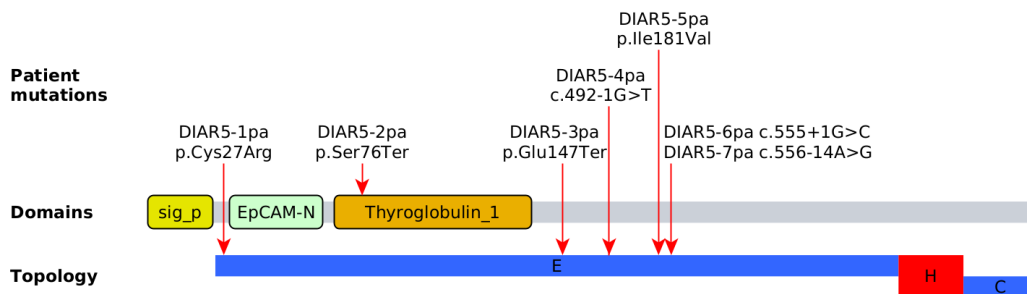 DIAR5-5pa
p.Ile181Val
Patient
mutations
DIAR5-4pa
c.492-1G>T
DIAR5-1pa
p.Cys27Arg
DIAR5-2pa
p.Ser76Ter
DIAR5-3pa
p.Glu147Ter
DIAR5-6pa c.555+1G>C
DIAR5-7pa c.556-14A>G
Domains
sig_p
EpCAM-N
Thyroglobulin_1
Topology
E
H
C